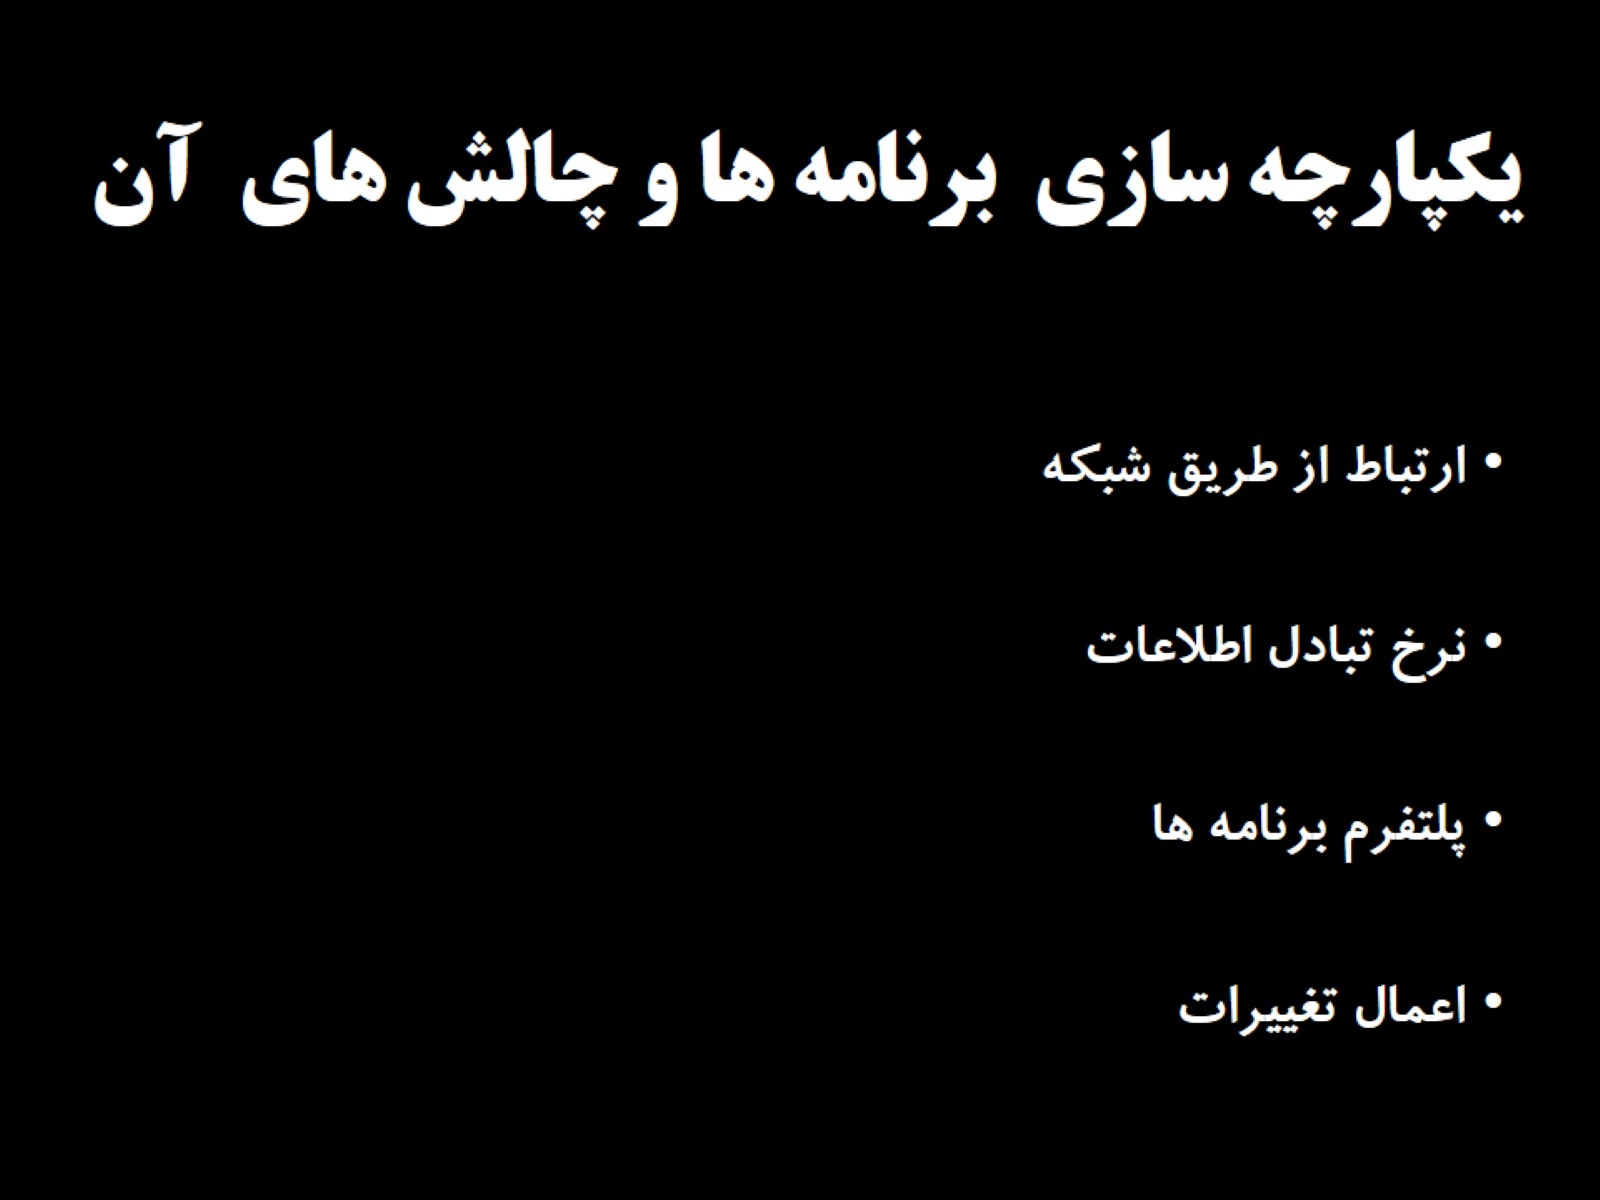 یکپارچه سازی برنامه ها و چالش های آن
• ارتباط از طریق شبکه
• نرخ تبادل اطلاعات
• پلتفرم برنامه ها
• اعمال تغییرات